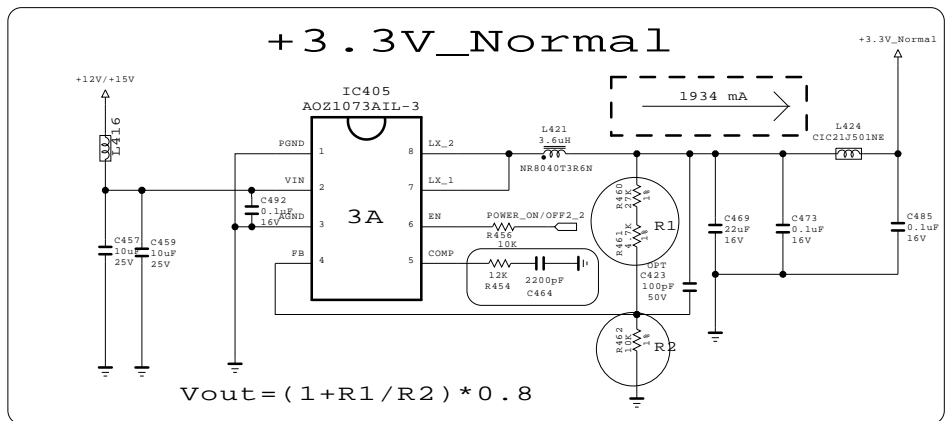 +3.3V_Normal
+3.3V_Normal
+12V/+15V
L416
IC405
AOZ1073AIL-3
PGND
1
8
LX_2
VIN
2
7
LX_1
AGND
3
6
EN
FB
4
5
COMP
3A
C492
0.1uF
16V
C457
10uF
25V
C459
10uF
25V
L421
3.6uH
NR8040T3R6N
1934 mA
L424
CIC21J501NE
POWER_ON/OFF2_2
R456
10K
12K
R454
2200pF
C464
R460
27K
1%
R461
4.7K
1%
R1
OPT
C423
100pF
50V
R462
10K
1%
R2
C469
22uF
16V
C473
0.1uF
16V
C485
0.1uF
16V
Vout=(1+R1/R2)*0.8